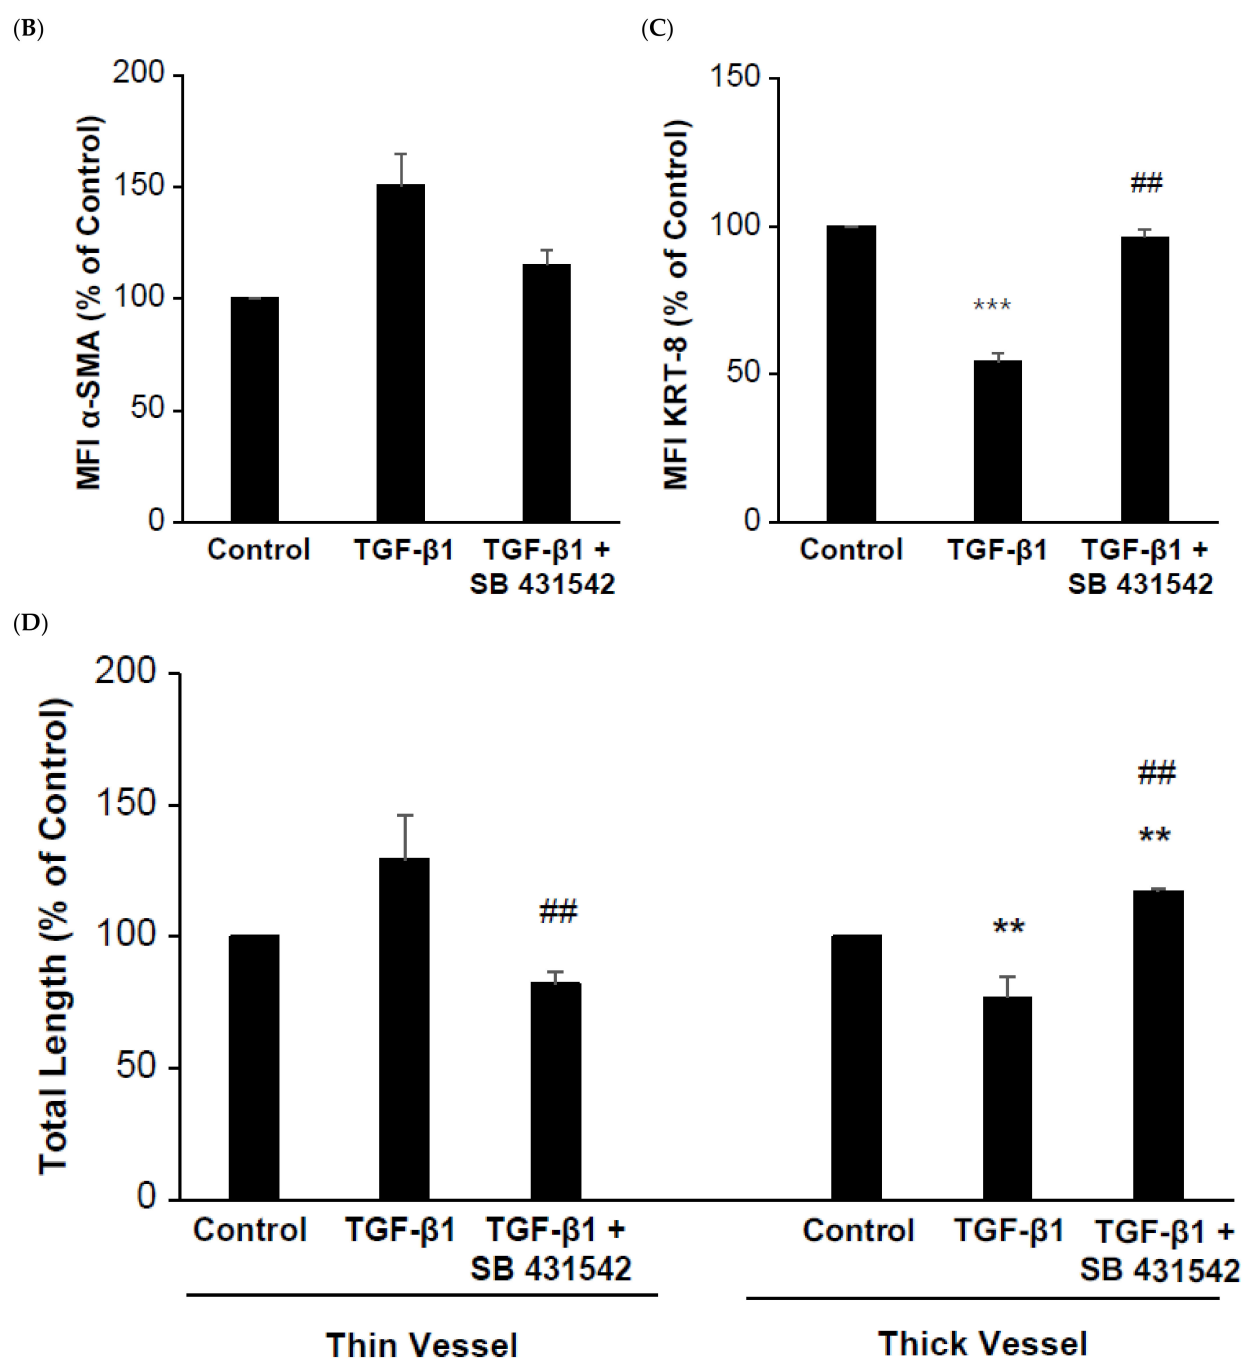 (B)
MFI α-SMA (% of Control)
200
150
100
50
0
Control
TGF-β1
TGF-β1 +
SB 431542
(C)
MFI KRT-8 (% of Control)
150
100
50
0
***
##
Control
TGF-β1
TGF-β1 +
SB 431542
(D)
Total Length (% of Control)
200
150
100
50
0
##
**
##
**
Control
TGF-β1
TGF-β1 +
SB 431542
Control
TGF-β1
TGF-β1 +
SB 431542
Thin Vessel
Thick Vessel